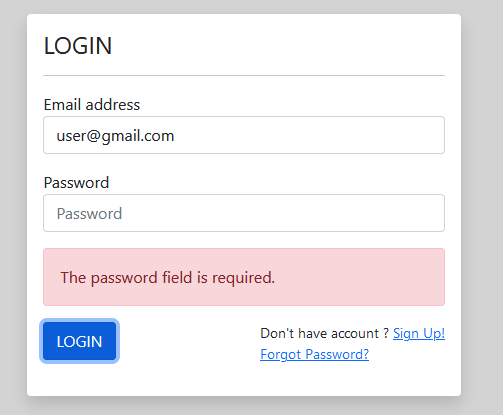 LOGIN
Email address
user@gmail.com
Password
Password
The password field is required.
LOGIN
Don't have account ? Sign Up!
Forgot Password?